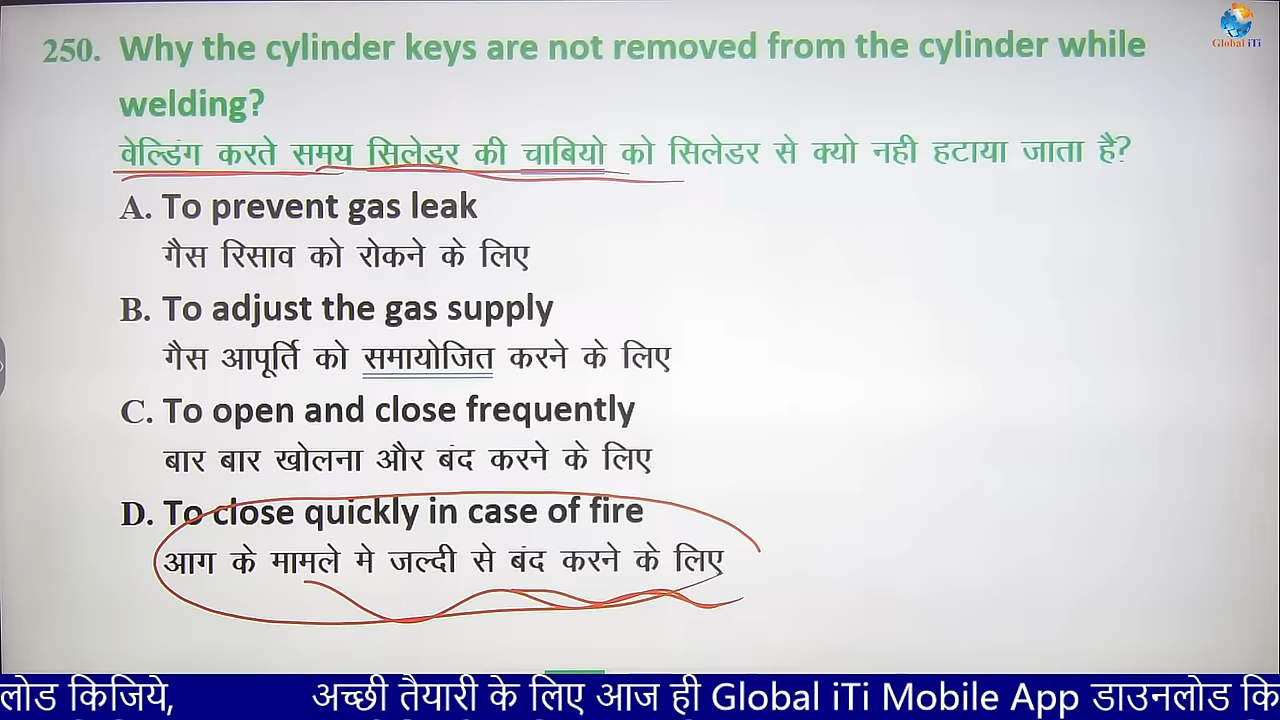 Global iTi
250. Why the cylinder keys are not removed from the cylinder while
welding?
वेल्डिंग करते समय सिलेडर की चाबियो को सिलेडर से क्यो नही हटाया जाता है?
A. To prevent gas leak
गैस रिसाव को रोकने के लिए
B. To adjust the gas supply
गैस आपूर्ति को समायोजित करने के लिए
C. To open and close frequently
बार बार खोलना और बंद करने के लिए
D. To close quickly in case of fire
आग के मामले मे जल्दी से बंद करने के लिए
लोड किजिये, अच्छी तैयारी के लिए आज ही Global iTi Mobile App डाउनलोड कि